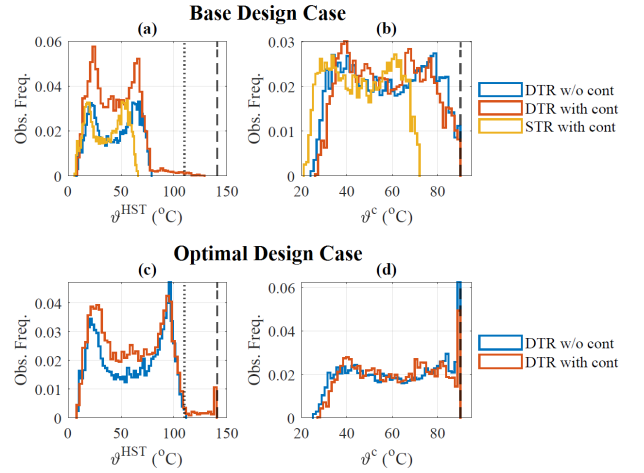 Base Design Case
(a)
(b)
0.06
0.04
0.02
0
Obs. Freq.
0 50 100 150
ϑ^HST (°C)
0.03
0.02
0.01
0
Obs. Freq.
20 40 60 80
ϑ^c (°C)
DTR w/o cont
DTR with cont
STR with cont
Optimal Design Case
(c)
(d)
0.04
0.03
0.02
0.01
0
Obs. Freq.
0 50 100 150
ϑ^HST (°C)
0.06
0.04
0.02
0
Obs. Freq.
20 40 60 80
ϑ^c (°C)
DTR w/o cont
DTR with cont